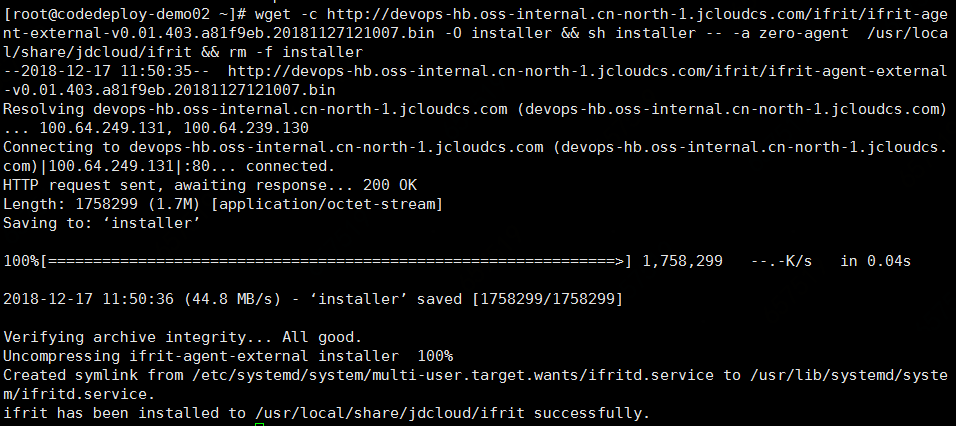 [root@codedeploy-demo02 ~]# wget -c http://devops-hb.oss-internal.cn-north-1.jcloudcs.com/ifrit/ifrit-age
nt-external-v0.01.403.a81f9eb.20181127121007.bin -O installer && sh installer -- -a zero-agent  /usr/loca
l/share/jdcloud/ifrit && rm -f installer
--2018-12-17 11:50:35--  http://devops-hb.oss-internal.cn-north-1.jcloudcs.com/ifrit/ifrit-agent-external
-v0.01.403.a81f9eb.20181127121007.bin
Resolving devops-hb.oss-internal.cn-north-1.jcloudcs.com (devops-hb.oss-internal.cn-north-1.jcloudcs.com)
... 100.64.249.131, 100.64.239.130
Connecting to devops-hb.oss-internal.cn-north-1.jcloudcs.com (devops-hb.oss-internal.cn-north-1.jcloudcs.
com)|100.64.249.131|:80... connected.
HTTP request sent, awaiting response... 200 OK
Length: 1758299 (1.7M) [application/octet-stream]
Saving to: ‘installer’
100%[===============================================================>] 1,758,299   --.-K/s   in 0.04s
2018-12-17 11:50:36 (44.8 MB/s) - ‘installer’ saved [1758299/1758299]
Verifying archive integrity... All good.
Uncompressing ifrit-agent-external installer  100%
Created symlink from /etc/systemd/system/multi-user.target.wants/ifritd.service to /usr/lib/systemd/syste
m/ifritd.service.
ifrit has been installed to /usr/local/share/jdcloud/ifrit successfully.